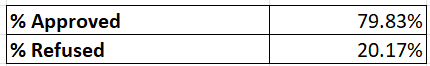 % Approved 79.83%
% Refused 20.17%